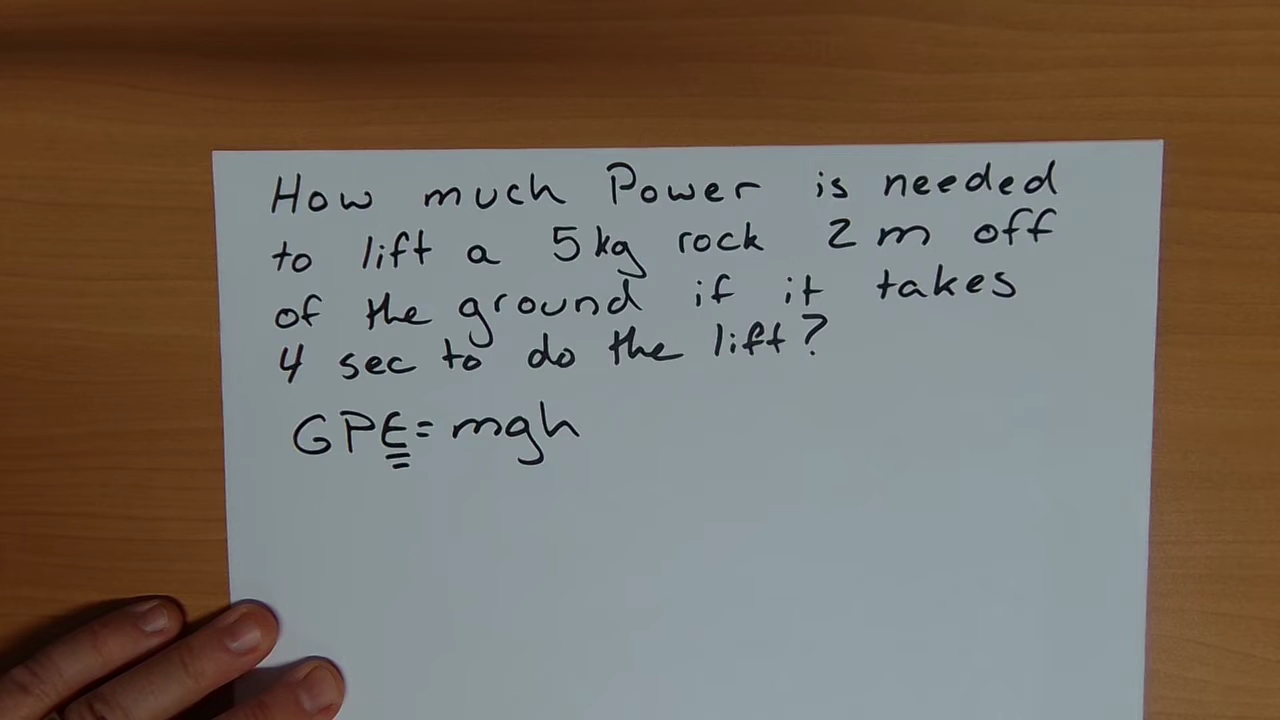 How much Power is needed
to lift a 5kg rock 2 m off
of the ground if it takes
4 sec to do the lift?
GPE = mgh